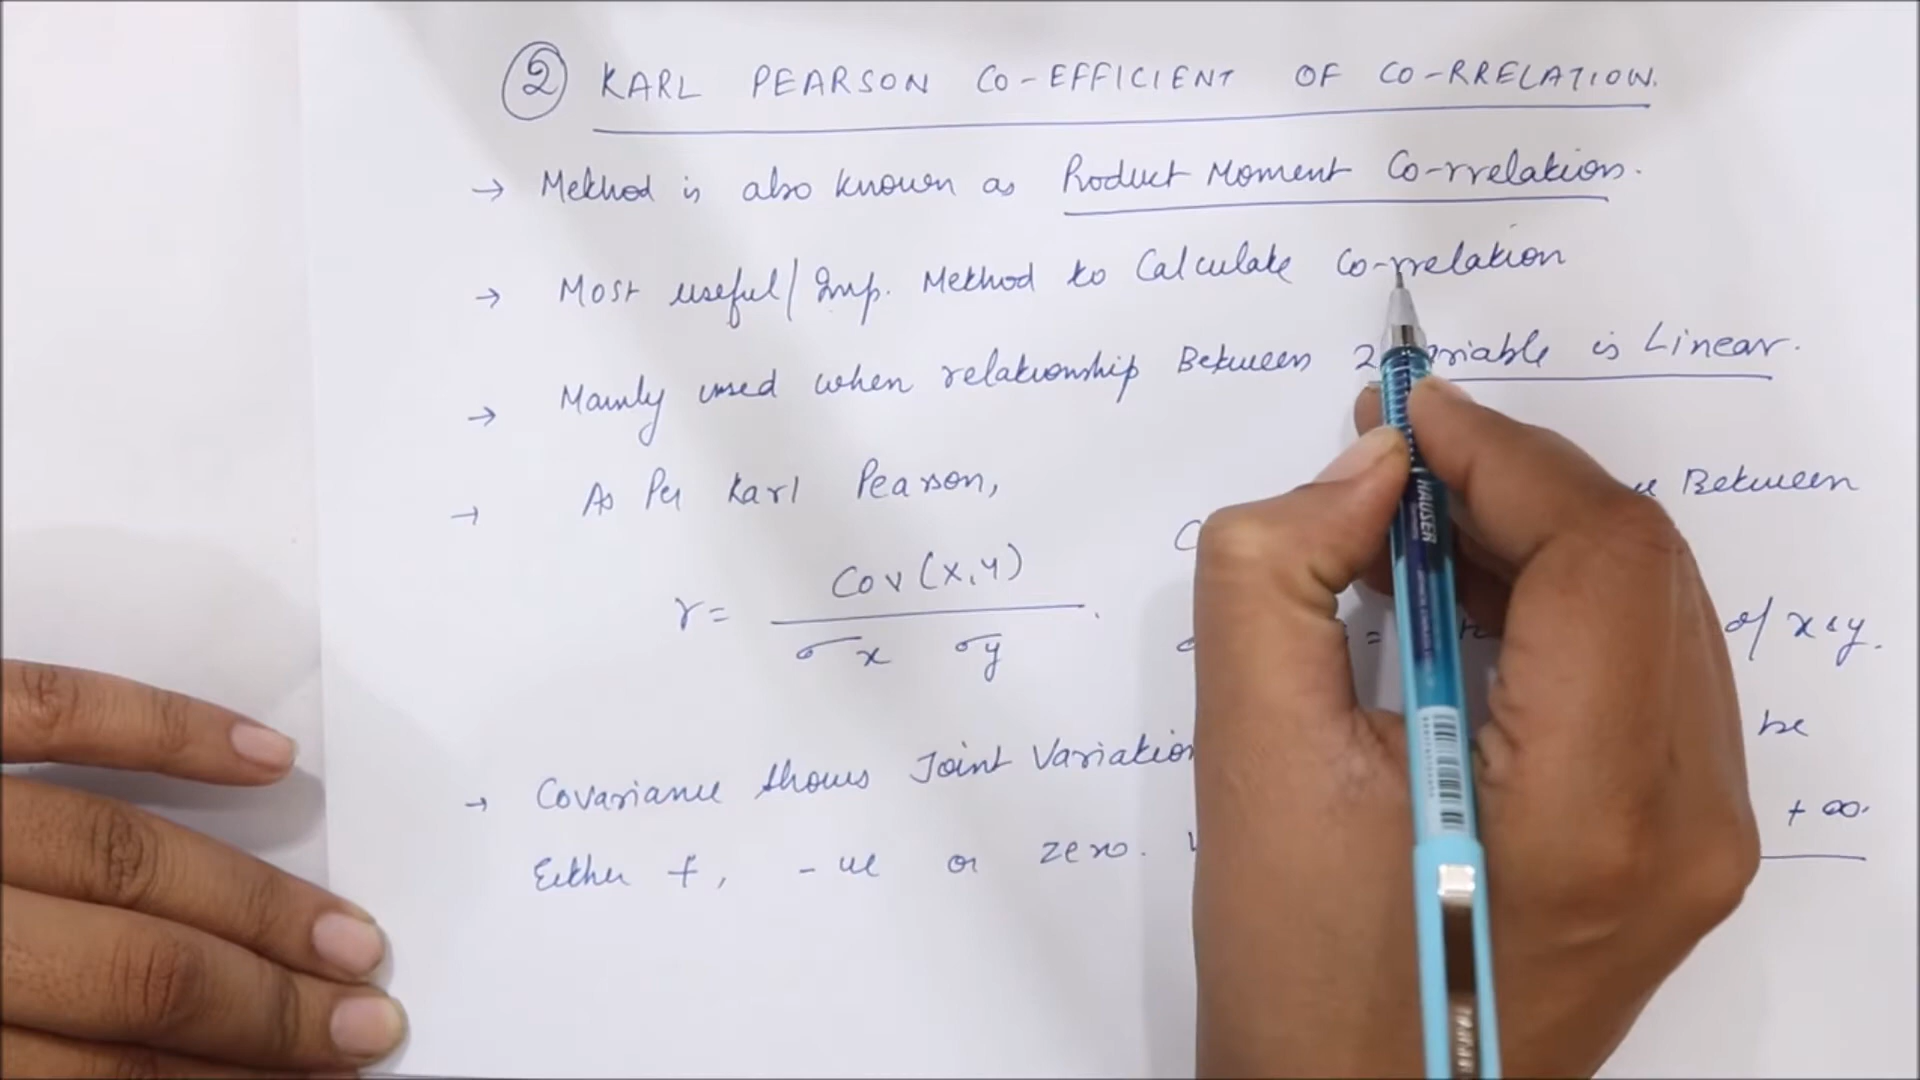 ② KARL PEARSON CO-EFFICIENT OF CO-RRELATION.
→ Method is also known as Product Moment Co-rrelation.
→ Most useful/Imp. Method to Calculate Co-rrelation
→ Mainly used when relationship Between 2 variable is Linear.
→ As Per Karl Pearson,
Between
r = Cov (x,y)
σx σy
of x & y.
→ Covariance shows Joint Variation
be
Either +, -ve or zero.
+ ∞.
HAUSER